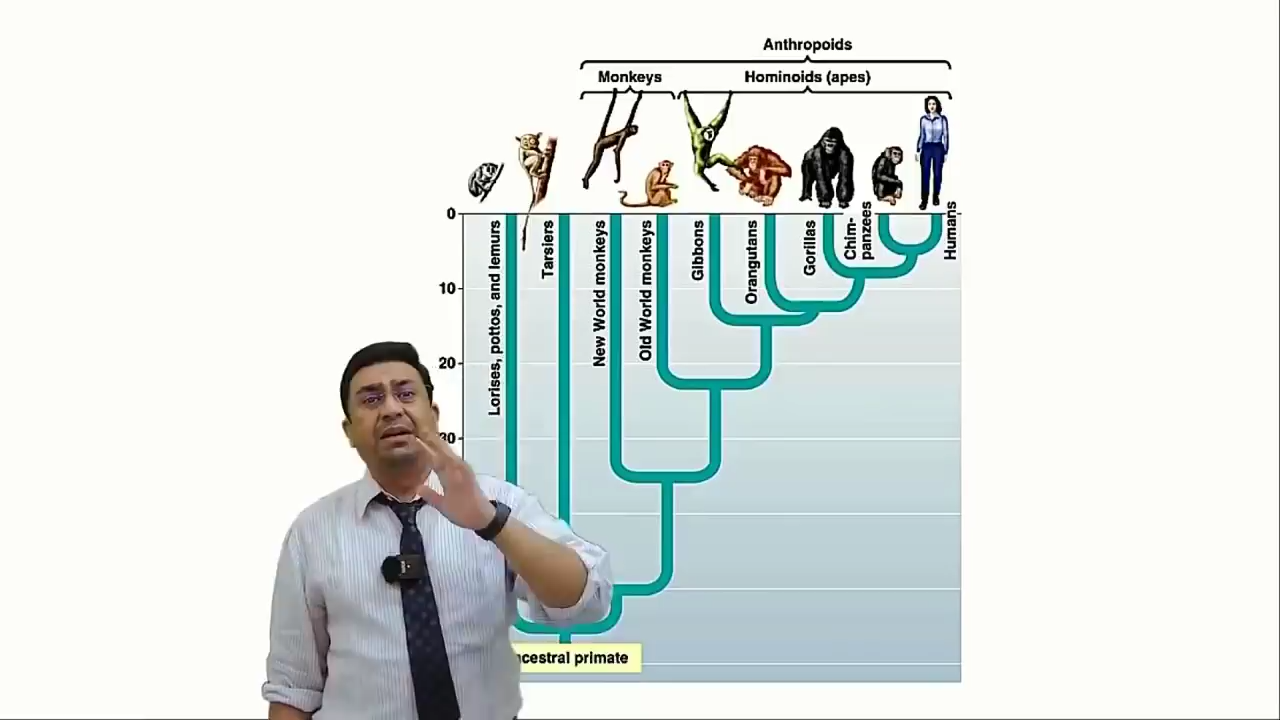 Anthropoids
Monkeys
Hominoids (apes)
0
10
20
30
Lorises, pottos, and lemurs
Tarsiers
New World monkeys
Old World monkeys
Gibbons
Orangutans
Gorillas
Chim-
panzees
Humans
primate